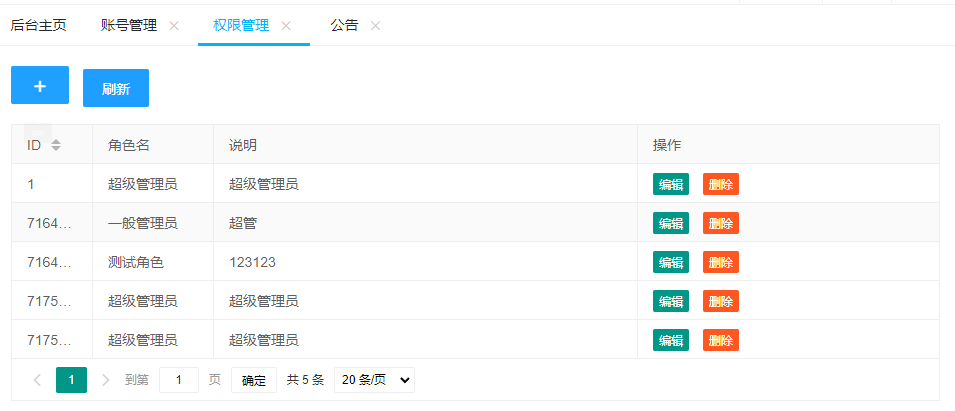 后台主页 账号管理 权限管理 公告
+ 刷新
ID 角色名 说明 操作
1 超级管理员 超级管理员 编辑 删除
7164... 一般管理员 超管 编辑 删除
7164... 测试角色 123123 编辑 删除
7175... 超级管理员 超级管理员 编辑 删除
7175... 超级管理员 超级管理员 编辑 删除
1 到第 1 页 确定 共 5 条 20 条/页